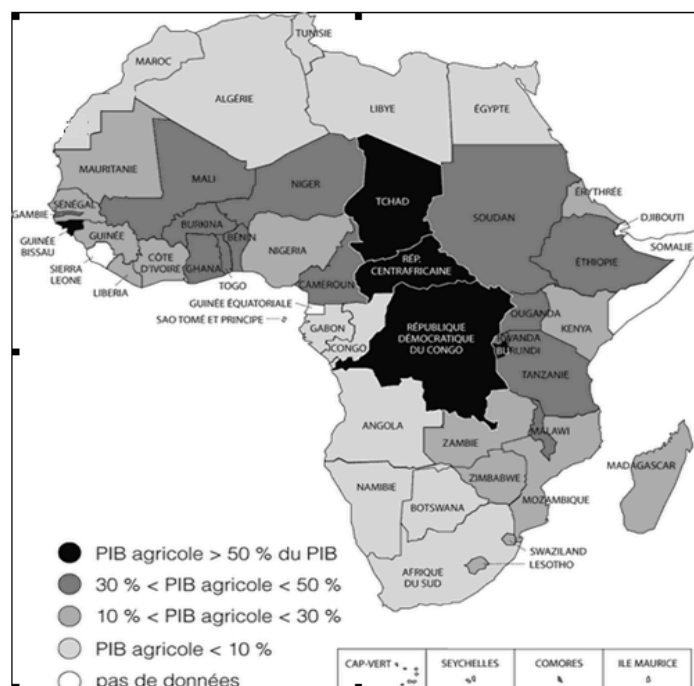 TUNISIE
MAROC
ALGÉRIE
LIBYE
ÉGYPTE
MAURITANIE
MALI
NIGER
TCHAD
SOUDAN
ÉRYTHRÉE
SÉNÉGAL
GAMBIE
BURKINA
DJIBOUTI
GUINÉE
BISSAU
GUINÉE
BÉNIN
NIGERIA
SOMALIE
SIERRA
LEONE
CÔTE
D'IVOIRE
GHANA
RÉP.
CENTRAFRICAINE
ÉTHIOPIE
LIBERIA
TOGO
CAMEROUN
GUINÉE ÉQUATORIALE
OUGANDA
SAO TOMÉ ET PRINCIPE
GABON
RÉPUBLIQUE
DÉMOCRATIQUE
DU CONGO
KENYA
CONGO
RWANDA
BURUNDI
TANZANIE
ANGOLA
MALAWI
ZAMBIE
MADAGASCAR
NAMIBIE
ZIMBABWE
MOZAMBIQUE
BOTSWANA
SWAZILAND
LESOTHO
AFRIQUE
DU SUD
PIB agricole > 50 % du PIB
30 % < PIB agricole < 50 %
10 % < PIB agricole < 30 %
PIB agricole < 10 %
pas de données
CAP-VERT
SEYCHELLES
COMORES
ILE MAURICE